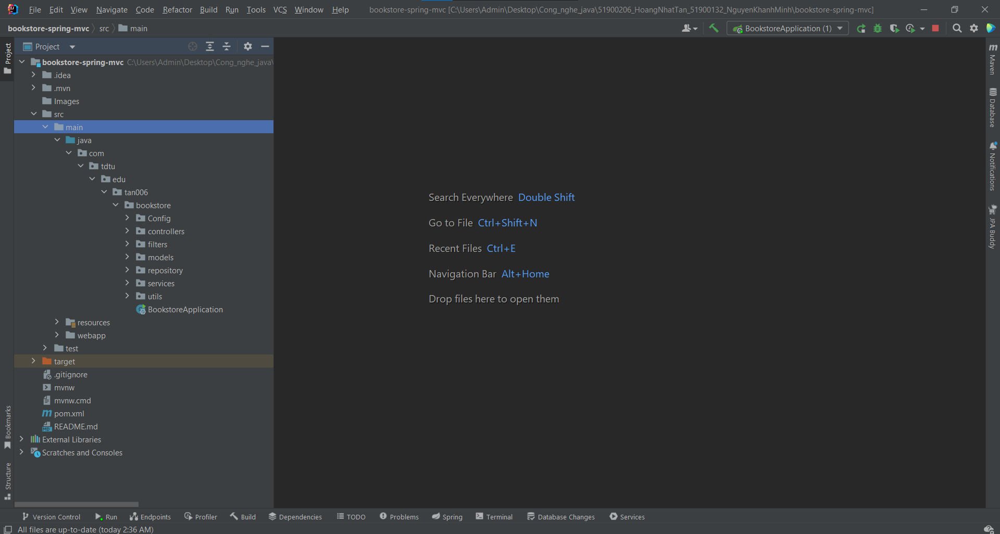 File Edit View Navigate Code Refactor Build Run Tools VCS Window Help bookstore-spring-mvc [C:\Users\Admin\Desktop\Cong_nghe_java\51900206_HoangNhatTan_51900132_NguyenKhanhMinh\bookstore-spring-mvc]
bookstore-spring-mvc src main BookstoreApplication (1)
Project
Project
bookstore-spring-mvc C:\Users\Admin\Desktop\Cong_nghe_java\
.idea
.mvn
Images
src
main
java
com
tdtu
edu
tan006
bookstore
Config
controllers
filters
models
repository
services
utils
BookstoreApplication
resources
webapp
test
target
.gitignore
mvnw
mvnw.cmd
pom.xml
README.md
External Libraries
Scratches and Consoles
Bookmarks
Structure
Search Everywhere Double Shift
Go to File Ctrl+Shift+N
Recent Files Ctrl+E
Navigation Bar Alt+Home
Drop files here to open them
Maven
Database
Notifications
JPA Buddy
Version Control Run Endpoints Profiler Build Dependencies TODO Problems Spring Terminal Database Changes Services
All files are up-to-date (today 2:36 AM)